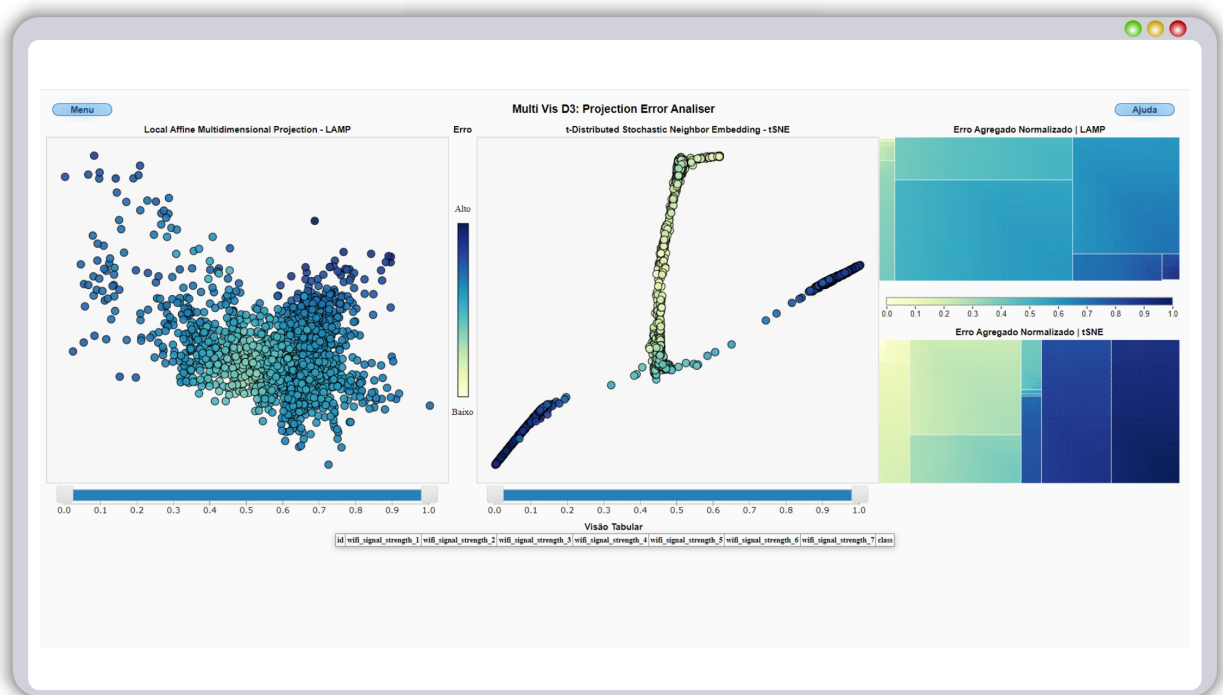 Menu
Multi Vis D3: Projection Error Analiser
Ajuda
Local Affine Multidimensional Projection - LAMP
Erro
t-Distributed Stochastic Neighbor Embedding - tSNE
Erro Agregado Normalizado | LAMP
Alto
Baixo
0.0 0.1 0.2 0.3 0.4 0.5 0.6 0.7 0.8 0.9 1.0
Erro Agregado Normalizado | tSNE
0.0 0.1 0.2 0.3 0.4 0.5 0.6 0.7 0.8 0.9 1.0
0.0 0.1 0.2 0.3 0.4 0.5 0.6 0.7 0.8 0.9 1.0
Visão Tabular
id wifi_signal_strength_1 wifi_signal_strength_2 wifi_signal_strength_3 wifi_signal_strength_4 wifi_signal_strength_5 wifi_signal_strength_6 wifi_signal_strength_7 class